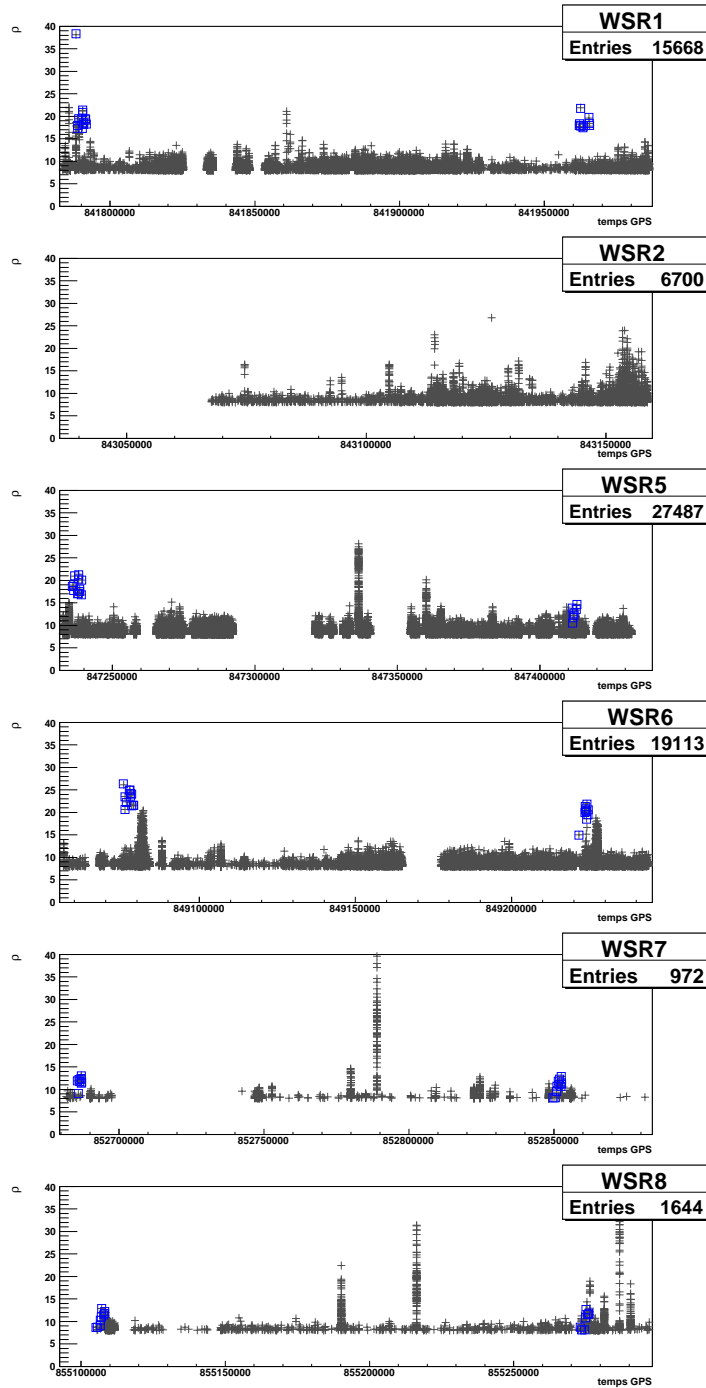 ρ
40
WSR1
Entries 15668
35
30
25
20
15
10
5
0
841800000 841850000 841900000 841950000
temps GPS
ρ
40
WSR2
Entries 6700
35
30
25
20
15
10
5
0
843050000 843100000 843150000
temps GPS
ρ
40
WSR5
Entries 27487
35
30
25
20
15
10
5
0
847250000 847300000 847350000 847400000
temps GPS
ρ
40
WSR6
Entries 19113
35
30
25
20
15
10
5
0
849100000 849150000 849200000
temps GPS
ρ
40
WSR7
Entries 972
35
30
25
20
15
10
5
0
852700000 852750000 852800000 852850000
temps GPS
ρ
40
WSR8
Entries 1644
35
30
25
20
15
10
5
0
855100000 855150000 855200000 855250000
temps GPS